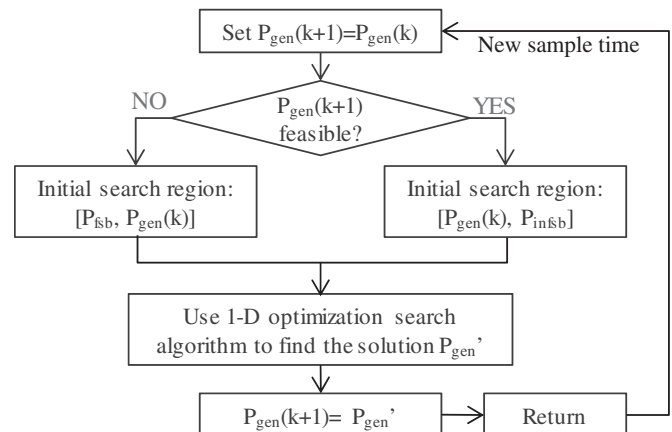 Set P_gen(k+1)=P_gen(k)
New sample time
NO
YES
P_gen(k+1)
feasible?
Initial search region:
[P_fsb, P_gen(k)]
Initial search region:
[P_gen(k), P_infsb]
Use 1-D optimization search
algorithm to find the solution P_gen’
P_gen(k+1)= P_gen’
Return